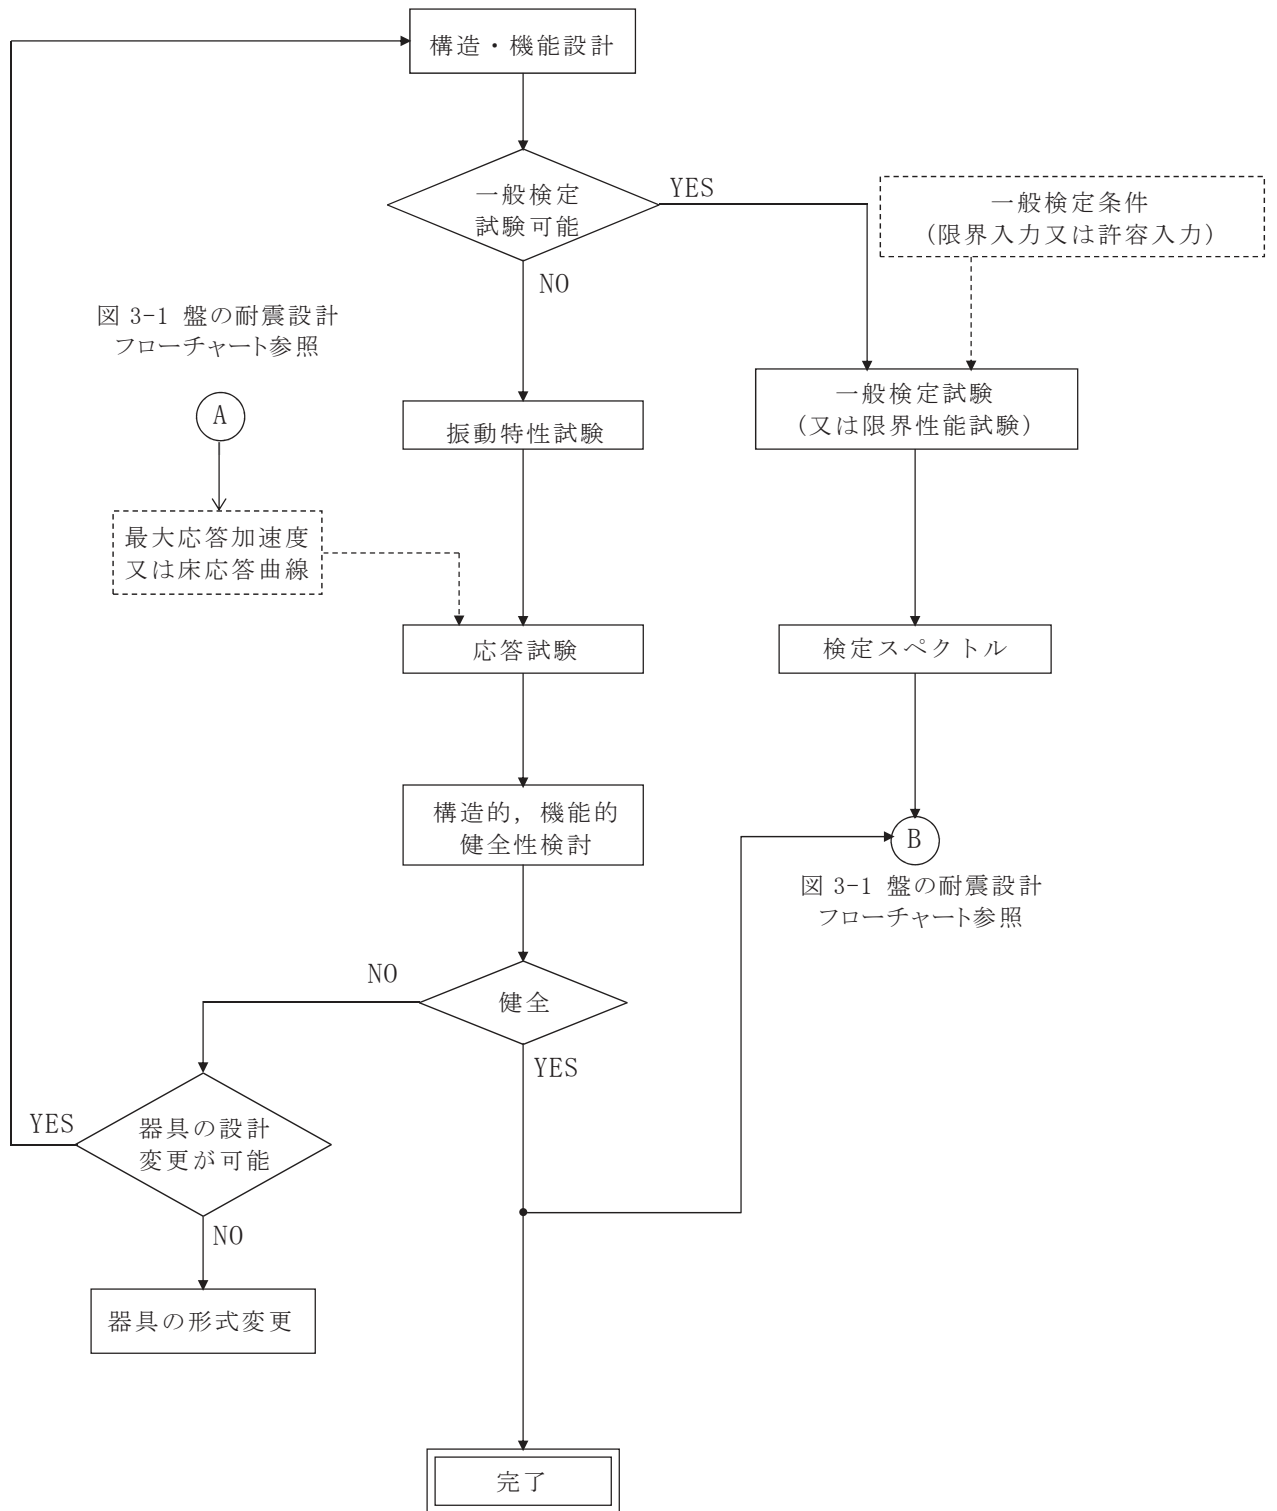 構造・機能設計
一般検定
試験可能
YES
一般検定条件
(限界入力又は許容入力)
NO
図 3-1 盤の耐震設計
フローチャート参照
A
一般検定試験
(又は限界性能試験)
振動特性試験
最大応答加速度
又は床応答曲線
応答試験
検定スペクトル
構造的, 機能的
健全性検討
B
図 3-1 盤の耐震設計
フローチャート参照
NO
健全
YES
YES
器具の設計
変更が可能
NO
器具の形式変更
完了